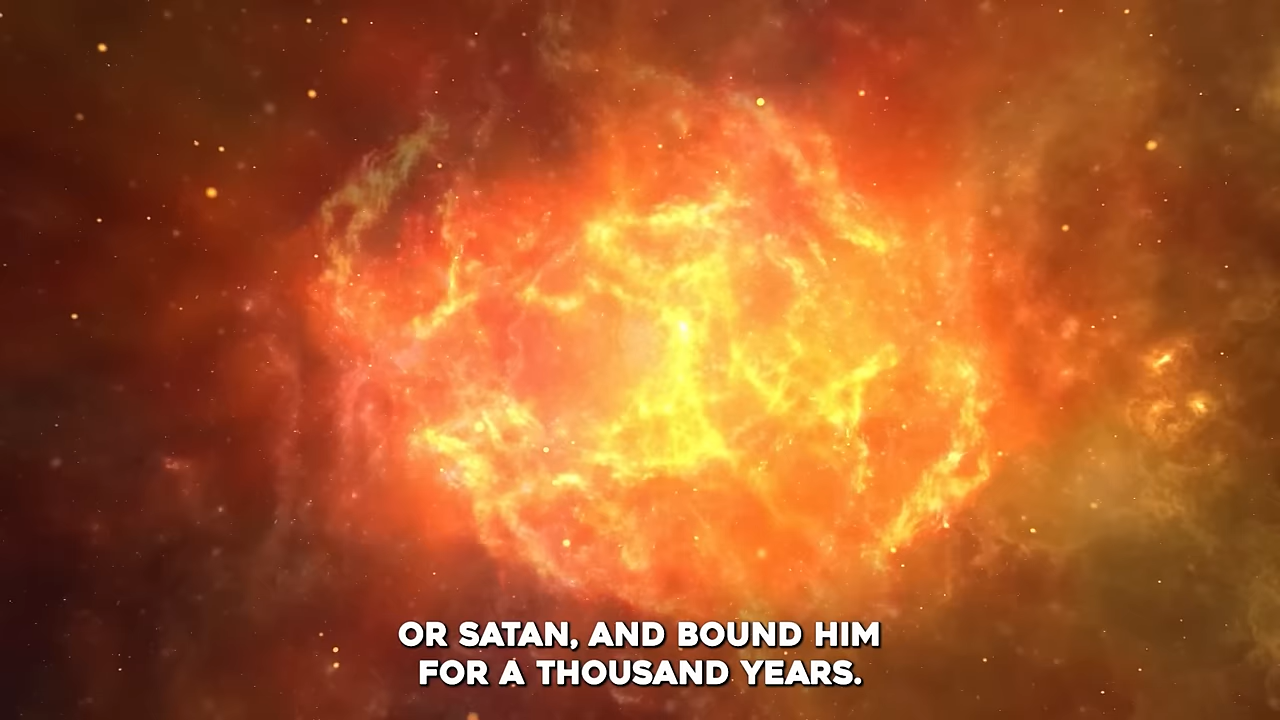 OR SATAN, AND BOUND HIM
FOR A THOUSAND YEARS.